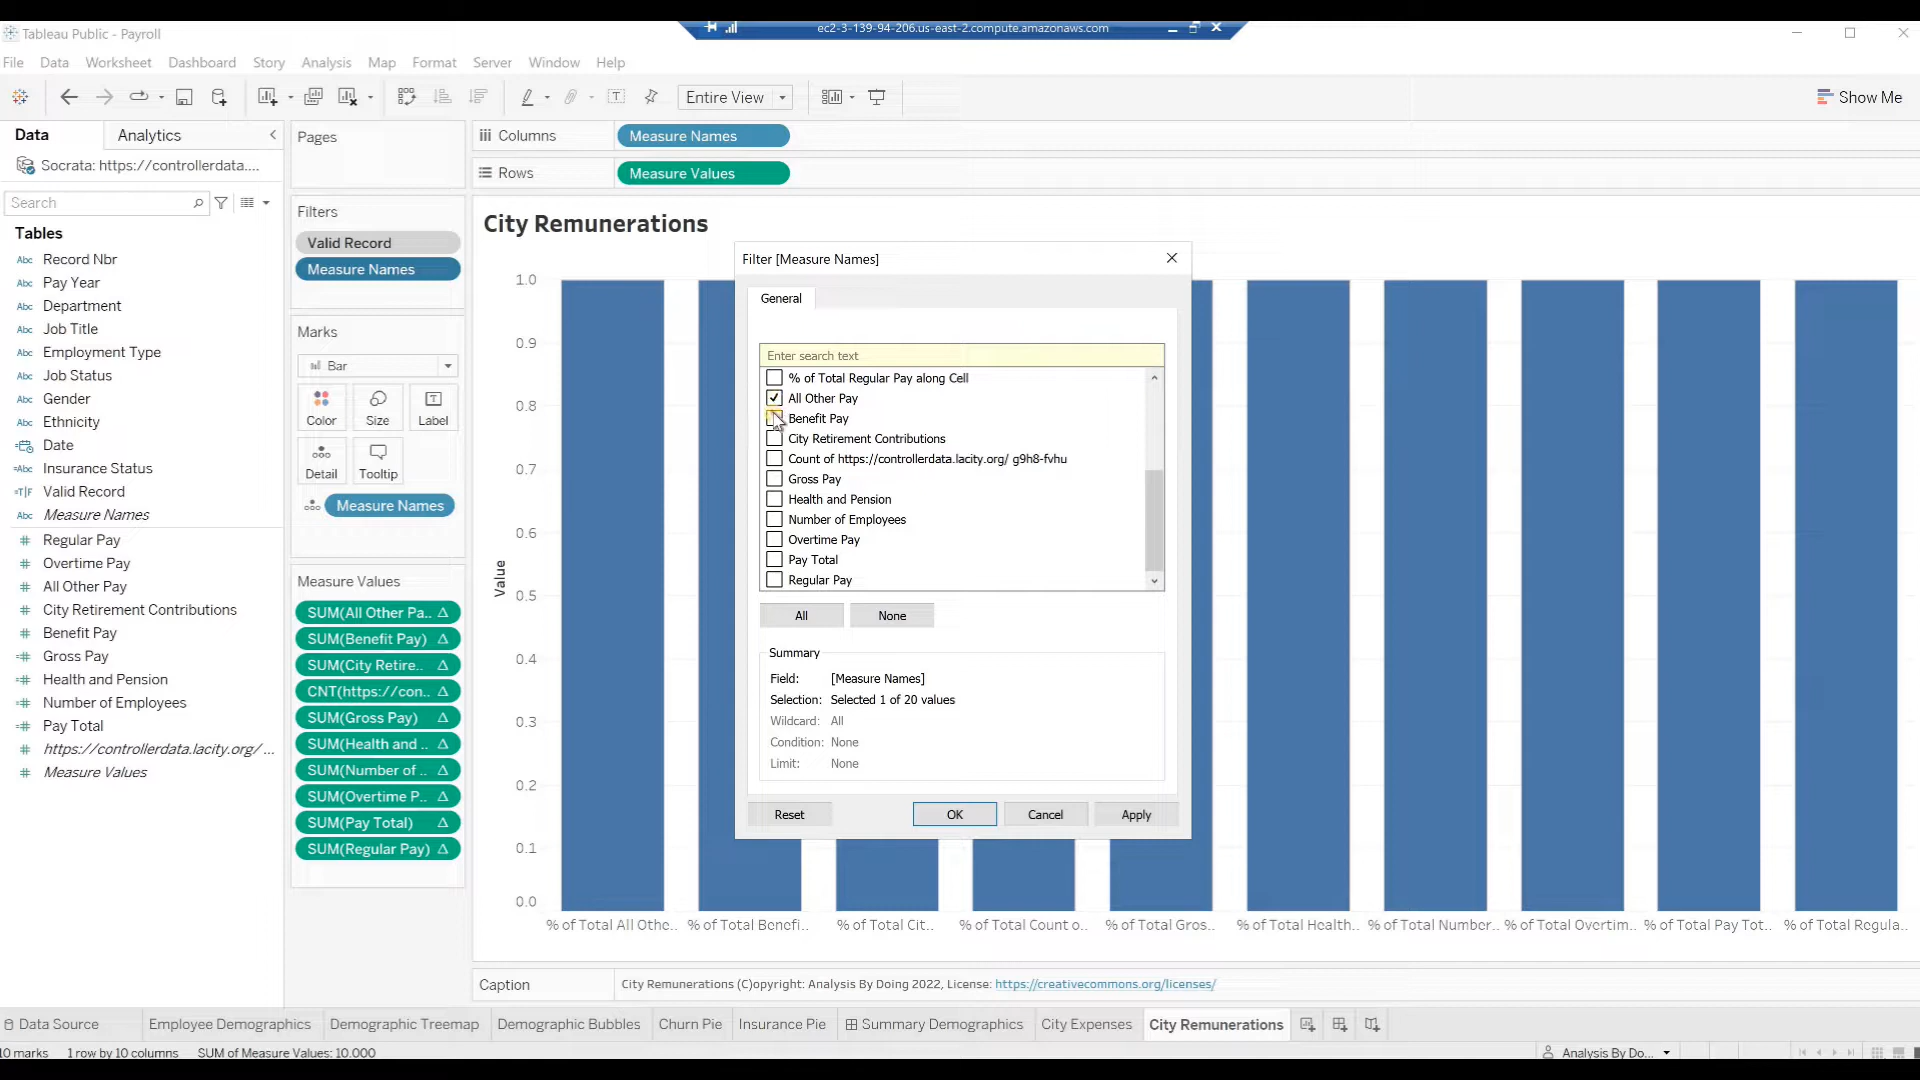 Tableau Public - Payroll
ec2-3-139-94-206.us-east-2.compute.amazonaws.com
File Data Worksheet Dashboard Story Analysis Map Format Server Window Help
Entire View
Show Me
Data Analytics
Socrata: https://controllerdata....
Search
Tables
Abc Record Nbr
Abc Pay Year
Abc Department
Abc Job Title
Abc Employment Type
Abc Job Status
Abc Gender
Abc Ethnicity
Date
=Abc Insurance Status
=T|F Valid Record
Abc Measure Names
# Regular Pay
# Overtime Pay
# All Other Pay
# City Retirement Contributions
# Benefit Pay
=# Gross Pay
=# Health and Pension
=# Number of Employees
=# Pay Total
# https://controllerdata.lacity.org/ ...
# Measure Values
Pages
Filters
Valid Record
Measure Names
Marks
Bar
Color Size Label
Detail Tooltip
Measure Names
Measure Values
SUM(All Other Pa.. Δ
SUM(Benefit Pay) Δ
SUM(City Retire.. Δ
CNT(https://con.. Δ
SUM(Gross Pay) Δ
SUM(Health and .. Δ
SUM(Number of .. Δ
SUM(Overtime P.. Δ
SUM(Pay Total) Δ
SUM(Regular Pay) Δ
Columns Measure Names
Rows Measure Values
City Remunerations
Value
1.0
0.9
0.8
0.7
0.6
0.5
0.4
0.3
0.2
0.1
0.0
% of Total All Othe.. % of Total Benefi.. % of Total Cit.. % of Total Count o.. % of Total Gros.. % of Total Health.. % of Total Number.. % of Total Overtim.. % of Total Pay Tot.. % of Total Regula..
Filter [Measure Names]
General
Enter search text
% of Total Regular Pay along Cell
All Other Pay
Benefit Pay
City Retirement Contributions
Count of https://controllerdata.lacity.org/ g9h8-fvhu
Gross Pay
Health and Pension
Number of Employees
Overtime Pay
Pay Total
Regular Pay
All None
Summary
Field: [Measure Names]
Selection: Selected 1 of 20 values
Wildcard: All
Condition: None
Limit: None
Reset OK Cancel Apply
Caption City Remunerations (C)opyright: Analysis By Doing 2022, License: https://creativecommons.org/licenses/
Data Source Employee Demographics Demographic Treemap Demographic Bubbles Churn Pie Insurance Pie Summary Demographics City Expenses City Remunerations
10 marks 1 row by 10 columns SUM of Measure Values: 10.000 Analysis By Do...